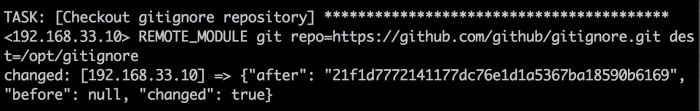 TASK: [Checkout gitignore repository] ****************************************
<192.168.33.10> REMOTE_MODULE git repo=https://github.com/github/gitignore.git des
t=/opt/gitignore
changed: [192.168.33.10] => {"after": "21f1d7772141177dc76e1d1a5367ba18590b6169",
"before": null, "changed": true}